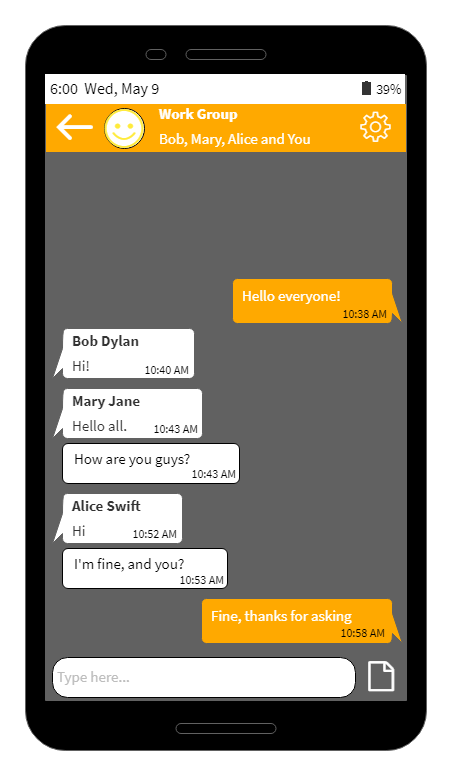 6:00 Wed, May 9 39%
Work Group
Bob, Mary, Alice and You
Hello everyone!
10:38 AM
Bob Dylan
Hi!
10:40 AM
Mary Jane
Hello all.
10:43 AM
How are you guys?
10:43 AM
Alice Swift
Hi
10:52 AM
I'm fine, and you?
10:53 AM
Fine, thanks for asking
10:58 AM
Type here...